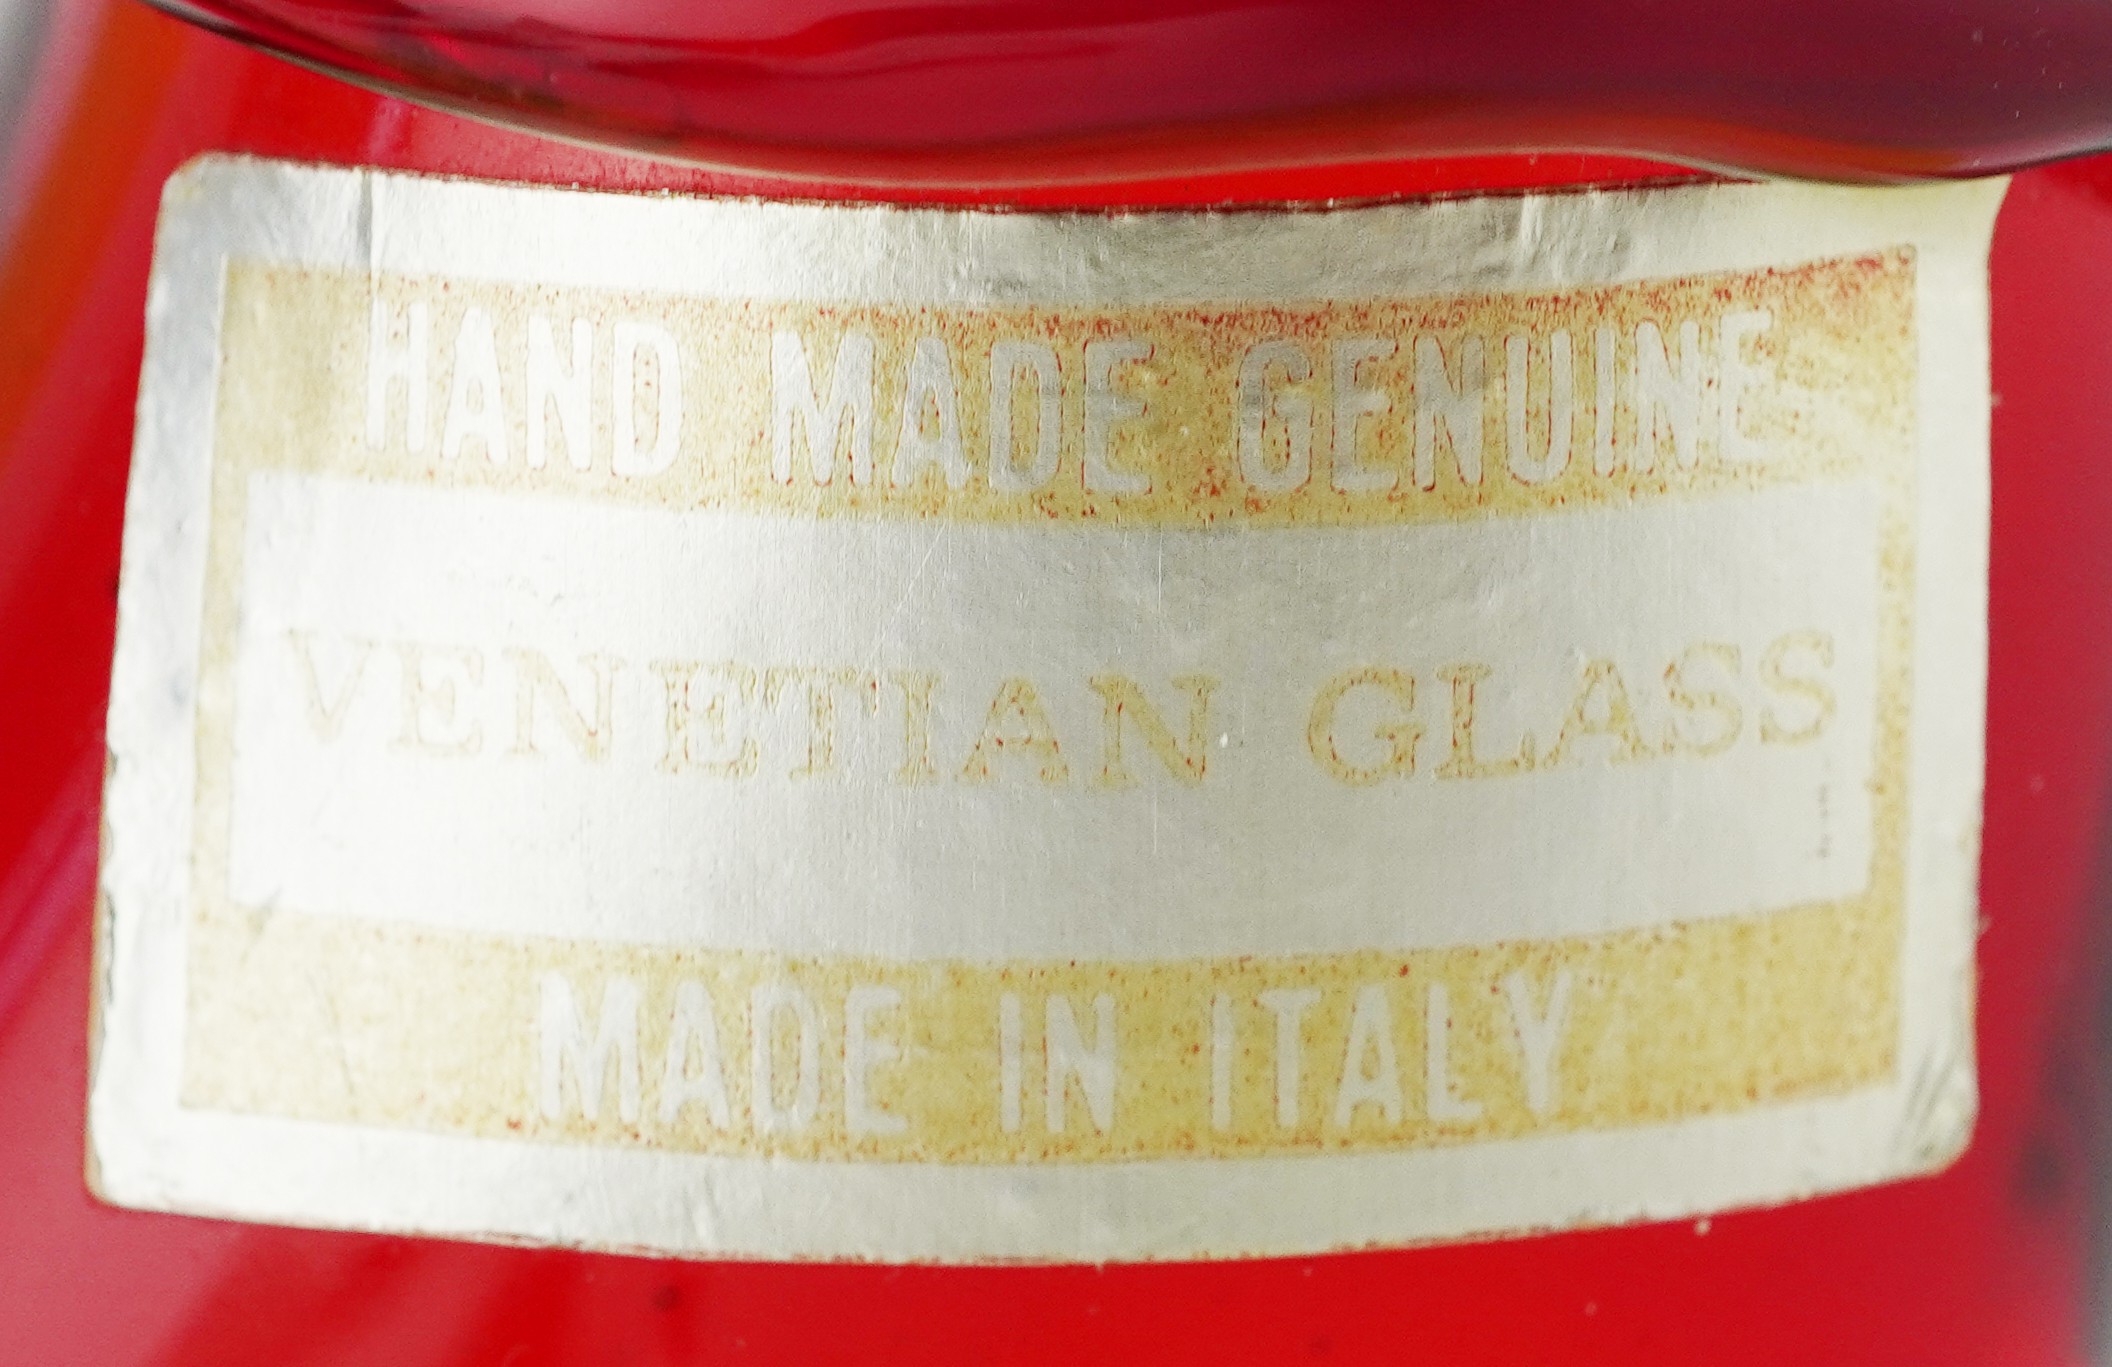 HAND MADE GENUINE
VENETIAN GLASS
MADE IN ITALY